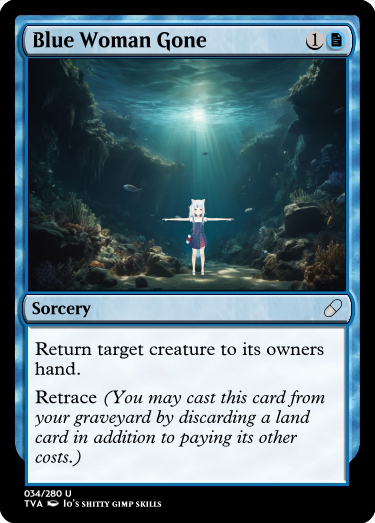 Blue Woman Gone 1
Sorcery
Return target creature to its owners
hand.
Retrace (You may cast this card from
your graveyard by discarding a land
card in addition to paying its other
costs.)
034/280 U
TVA Io's shitty gimp skills